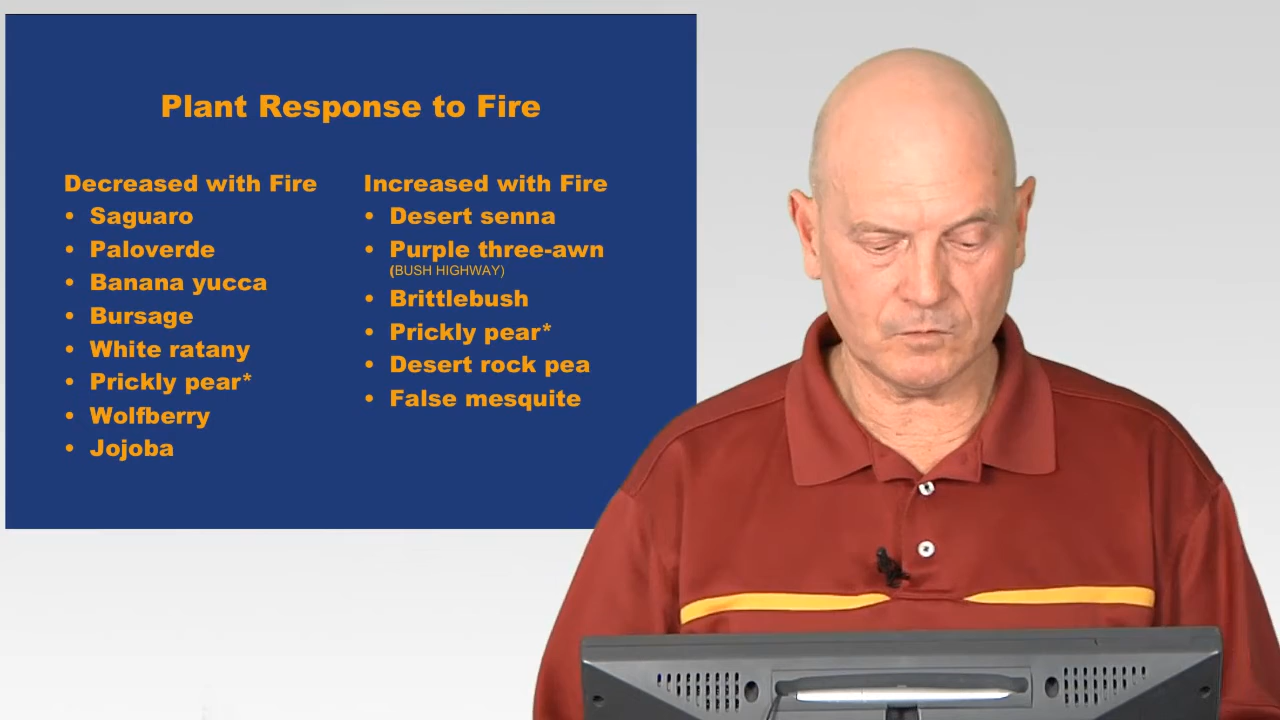 Plant Response to Fire
Decreased with Fire
• Saguaro
• Paloverde
• Banana yucca
• Bursage
• White ratany
• Prickly pear*
• Wolfberry
• Jojoba
Increased with Fire
• Desert senna
• Purple three-awn
(BUSH HIGHWAY)
• Brittlebush
• Prickly pear*
• Desert rock pea
• False mesquite